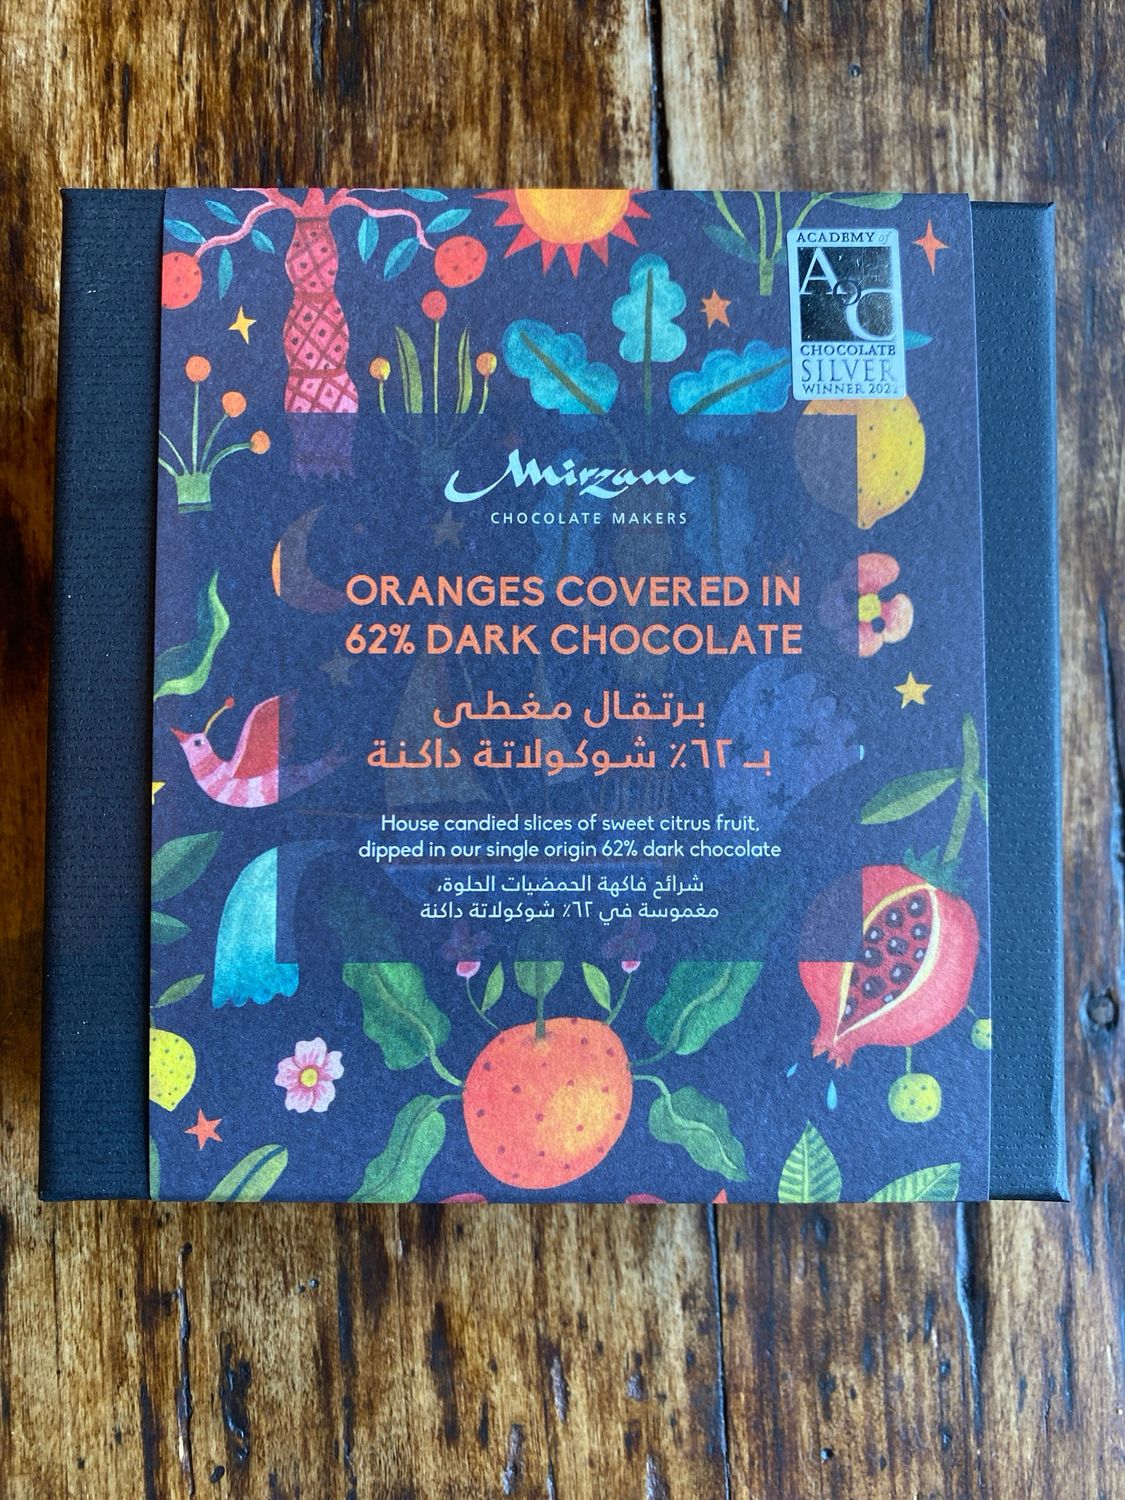 ACADEMY of
A
o
C
CHOCOLATE
SILVER
WINNER 2021
Mirzam
CHOCOLATE MAKERS
ORANGES COVERED IN
62% DARK CHOCOLATE
برتقال مغطى
بـ ٦٢٪ شوكولاتة داكنة
House candied slices of sweet citrus fruit,
dipped in our single origin 62% dark chocolate
شرائح فاكهة الحمضيات الحلوة،
مغموسة في ٦٢٪ شوكولاتة داكنة